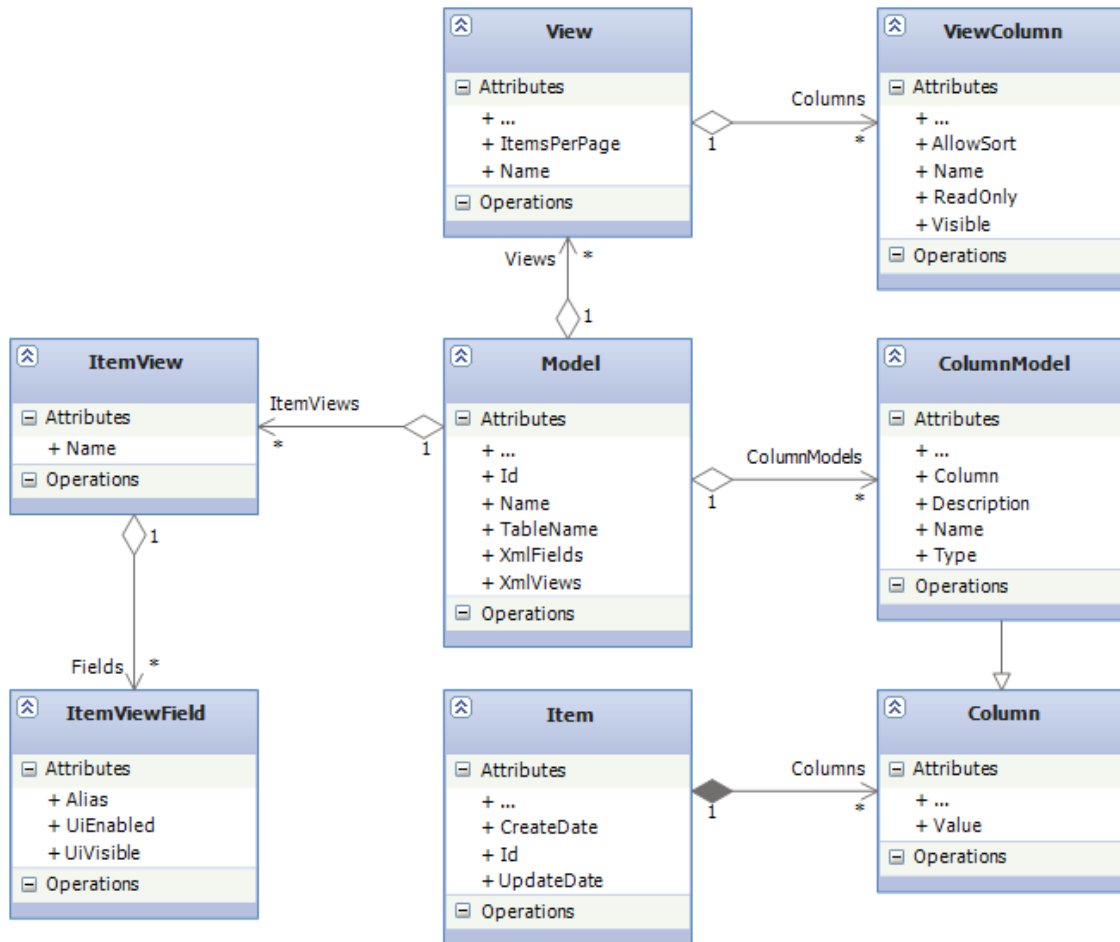 View
Attributes
+ ...
+ ItemsPerPage
+ Name
Operations
Columns
1
*
ViewColumn
Attributes
+ ...
+ AllowSort
+ Name
+ ReadOnly
+ Visible
Operations
Views
*
1
ItemView
Attributes
+ Name
Operations
ItemViews
*
1
Model
Attributes
+ ...
+ Id
+ Name
+ TableName
+ XmlFields
+ XmlViews
Operations
ColumnModels
1
*
ColumnModel
Attributes
+ ...
+ Column
+ Description
+ Name
+ Type
Operations
1
Fields
*
ItemViewField
Attributes
+ Alias
+ UiEnabled
+ UiVisible
Operations
Item
Attributes
+ ...
+ CreateDate
+ Id
+ UpdateDate
Operations
Columns
1
*
Column
Attributes
+ ...
+ Value
Operations